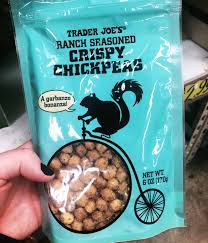 TRADER JOE'S
RANCH SEASONED
CRISPY
CHICKPEAS
A garbanzo
bonanza!
NET WT.
6 OZ (170g)